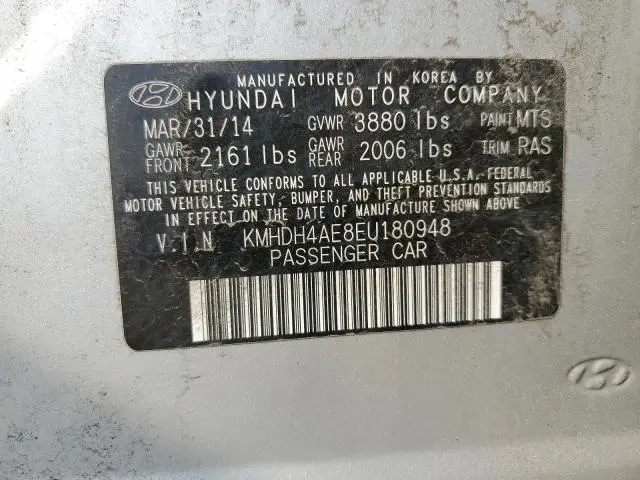 MANUFACTURED IN KOREA BY
HYUNDAI MOTOR COMPANY
MAR/31/14 GVWR 3880 lbs PAINT MTS
GAWR FRONT 2161 lbs GAWR REAR 2006 lbs TRIM RAS
THIS VEHICLE CONFORMS TO ALL APPLICABLE U.S.A. FEDERAL
MOTOR VEHICLE SAFETY, BUMPER, AND THEFT PREVENTION STANDARDS
IN EFFECT ON THE DATE OF MANUFACTURE SHOWN ABOVE.
V.I.N KMHDH4AE8EU180948
PASSENGER CAR